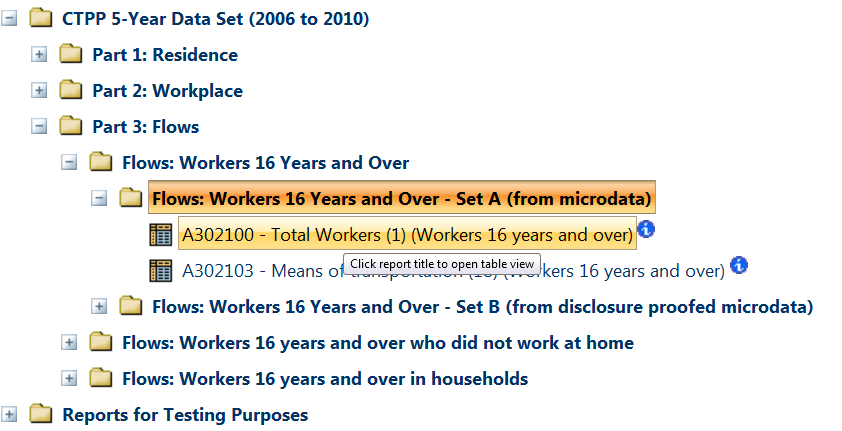 CTPP 5-Year Data Set (2006 to 2010)
Part 1: Residence
Part 2: Workplace
Part 3: Flows
Flows: Workers 16 Years and Over
Flows: Workers 16 Years and Over - Set A (from microdata)
A302100 - Total Workers (1) (Workers 16 years and over)
Click report title to open table view
A302103 - Means (Workers 16 years and over)
Flows: Workers 16 Years and Over - Set B (from disclosure proofed microdata)
Flows: Workers 16 years and over who did not work at home
Flows: Workers 16 years and over in households
Reports for Testing Purposes